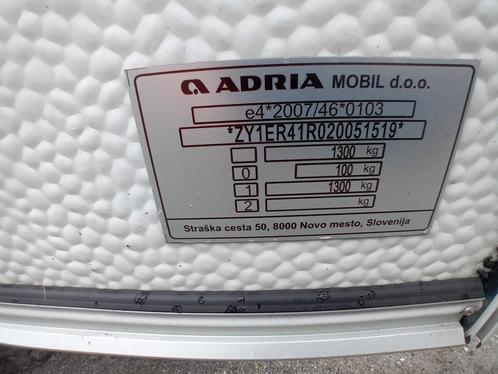 ADRIA MOBIL d.o.o.
e4*2007/46*0103
*ZY1ER41R020051519*
1300 kg
0 100 kg
1 1300 kg
2 kg
Straška cesta 50, 8000 Novo mesto, Slovenija